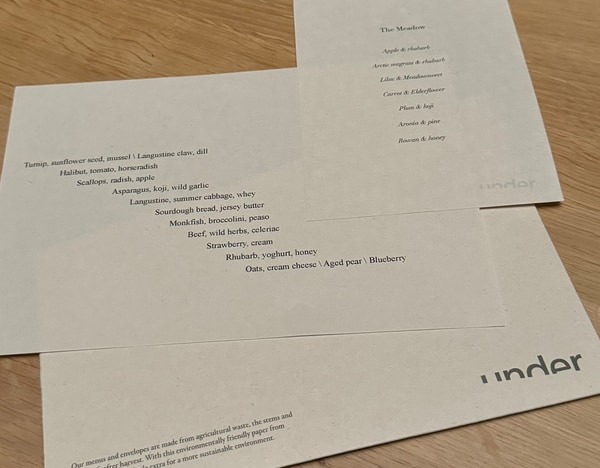 The Meadow
Apple & rhubarb
Arctic mugwort & rhubarb
Lilac & Meadowsweet
Carrot & Elderflower
Plum & koji
Aronia & pine
Rowan & honey
under
Turnip, sunflower seed, mussel \ Langustine claw, dill
Halibut, tomato, horseradish
Scallops, radish, apple
Asparagus, koji, wild garlic
Langustine, summer cabbage, whey
Sourdough bread, jersey butter
Monkfish, broccolini, peaso
Beef, wild herbs, celeriac
Strawberry, cream
Rhubarb, yoghurt, honey
Oats, cream cheese \ Aged pear \ Blueberry
under
Our menus and envelopes are made from agricultural waste, the stems and
after harvest. With this environmentally friendly paper from
extra for a more sustainable environment.